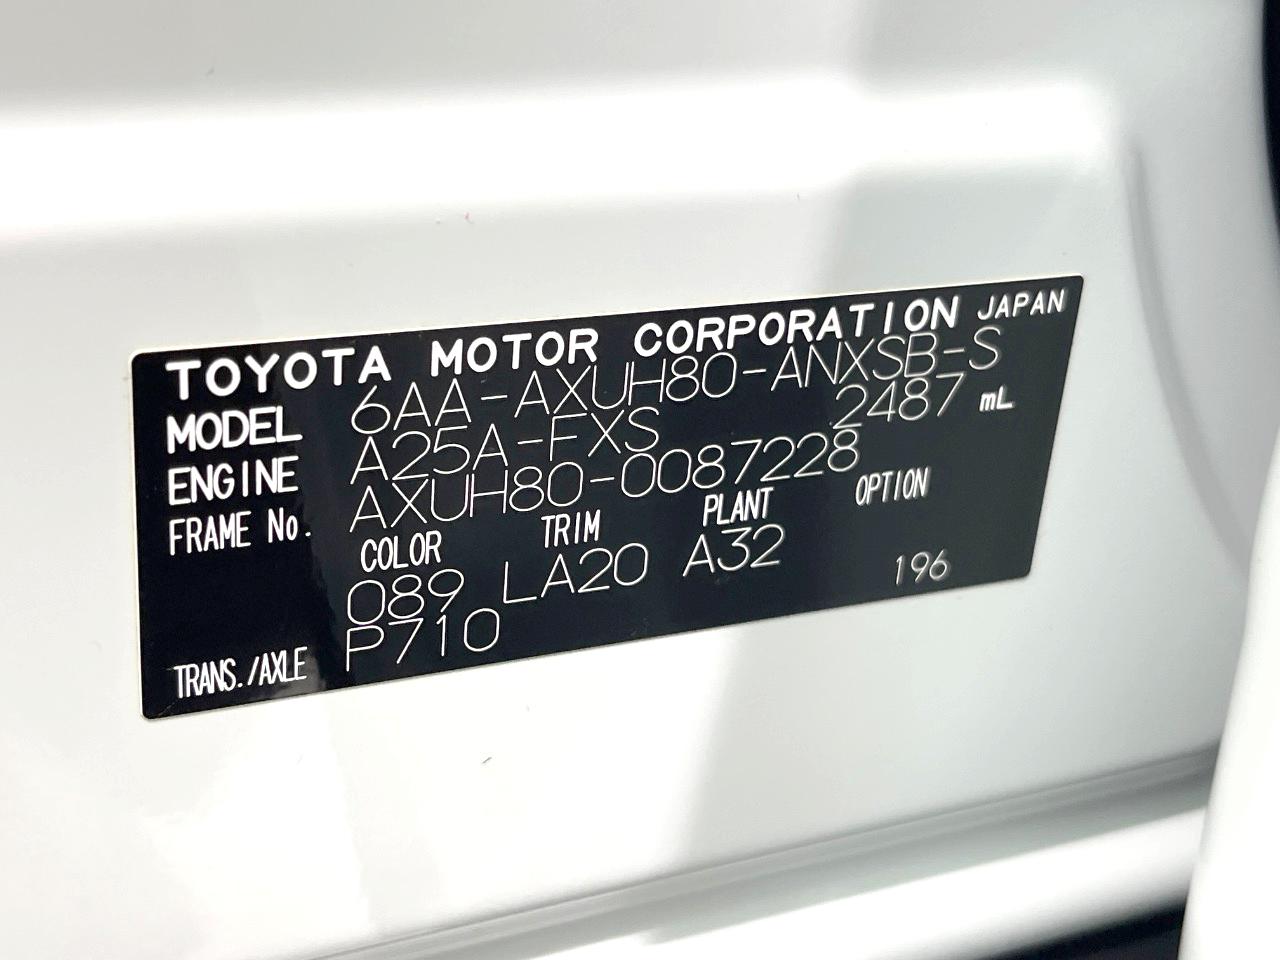 TOYOTA MOTOR CORPORATION JAPAN
MODEL 6AA-AXUH80-ANXSB-S
ENGINE A25A-FXS 2487 mL
FRAME No. AXUH80-0087228
COLOR TRIM PLANT OPTION
089 LA20 A32 196
TRANS./AXLE P710